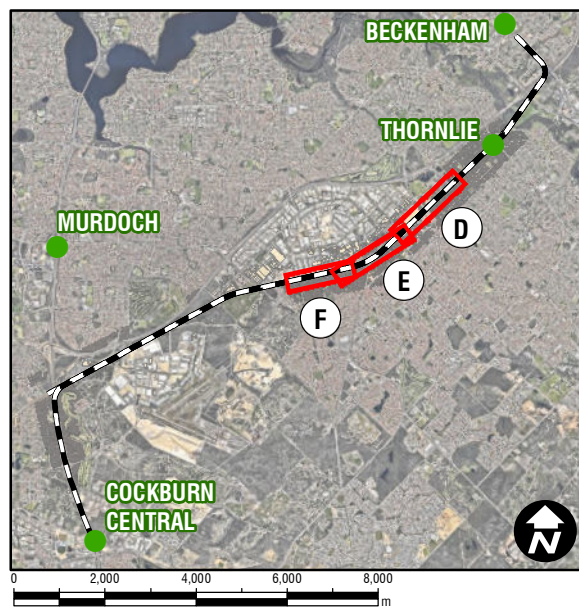 BECKENHAM
THORNLIE
MURDOCH
D
E
F
COCKBURN
CENTRAL
N
0 2,000 4,000 6,000 8,000
m